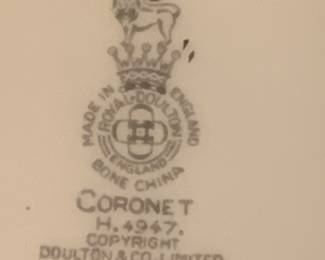 MADE IN ENGLAND
ROYAL·DOULTON
ENGLAND
BONE CHINA
CORONET
H.4947.
COPYRIGHT
DOULTON & CO. LIMITED